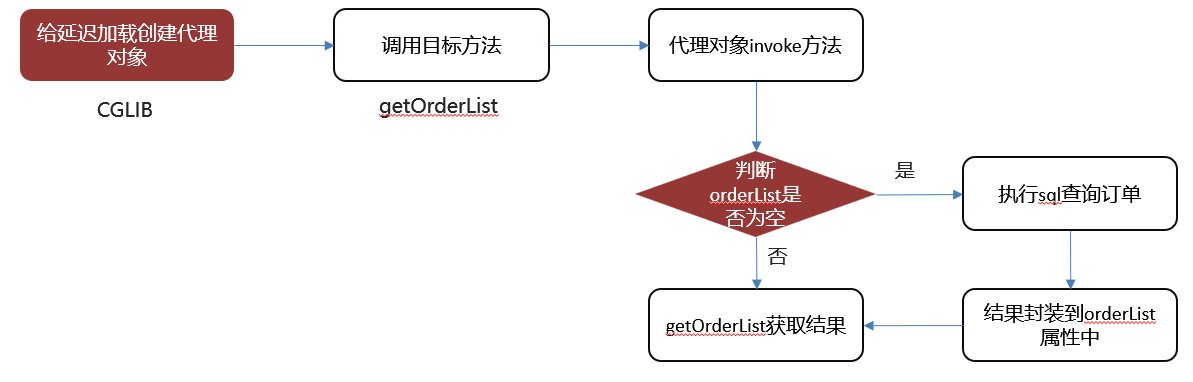 给延迟加载创建代理
对象
CGLIB
调用目标方法
getOrderList
代理对象invoke方法
判断
orderList是
否为空
是
否
执行sql查询订单
结果封装到orderList
属性中
getOrderList获取结果